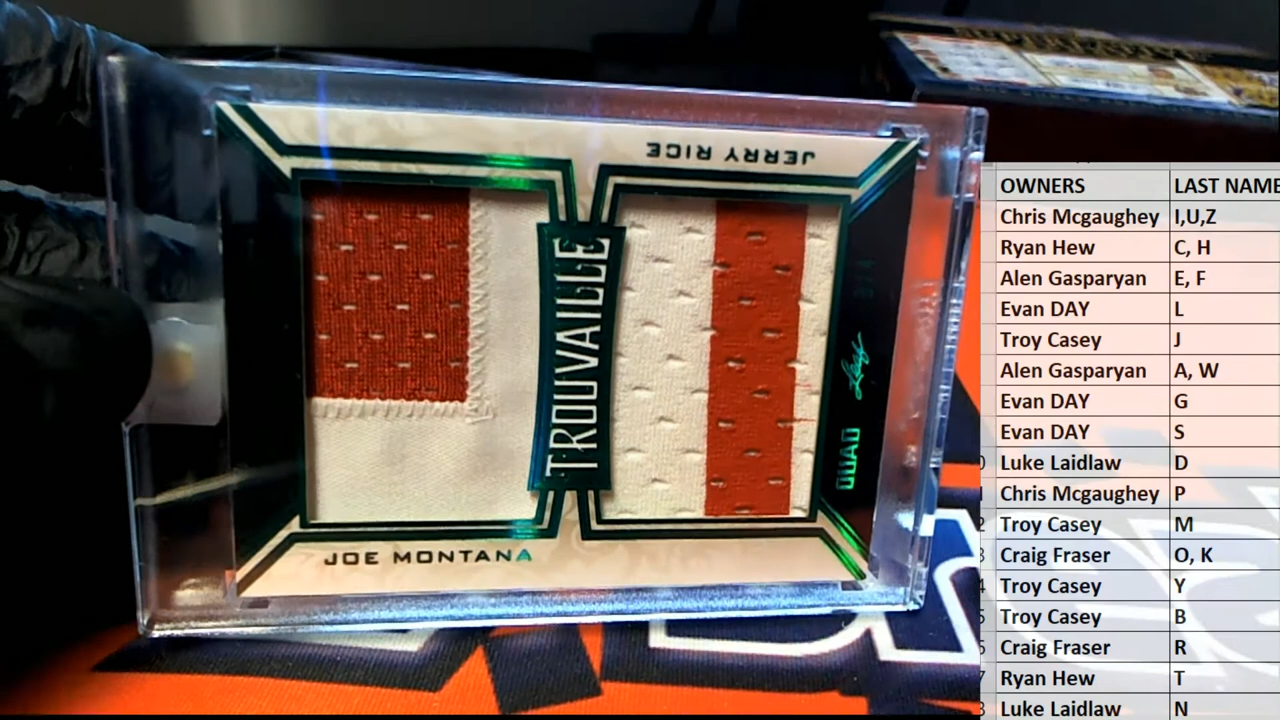 JERRY RICE
TROUVAILLE
QUAD
Leaf
JOE MONTANA
OWNERS LAST NAME
Chris Mcgaughey I,U,Z
Ryan Hew C, H
Alen Gasparyan E, F
Evan DAY L
Troy Casey J
Alen Gasparyan A, W
Evan DAY G
Evan DAY S
Luke Laidlaw D
Chris Mcgaughey P
Troy Casey M
Craig Fraser O, K
Troy Casey Y
Troy Casey B
Craig Fraser R
Ryan Hew T
Luke Laidlaw N